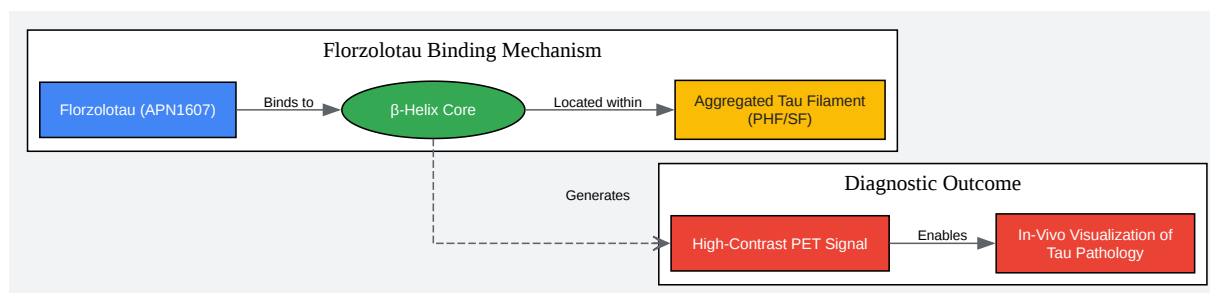 Florzolotau Binding Mechanism
Florzolotau (APN1607)
Binds to
β-Helix Core
Located within
Aggregated Tau Filament
(PHF/SF)
Generates
Diagnostic Outcome
High-Contrast PET Signal
Enables
In-Vivo Visualization of
Tau Pathology